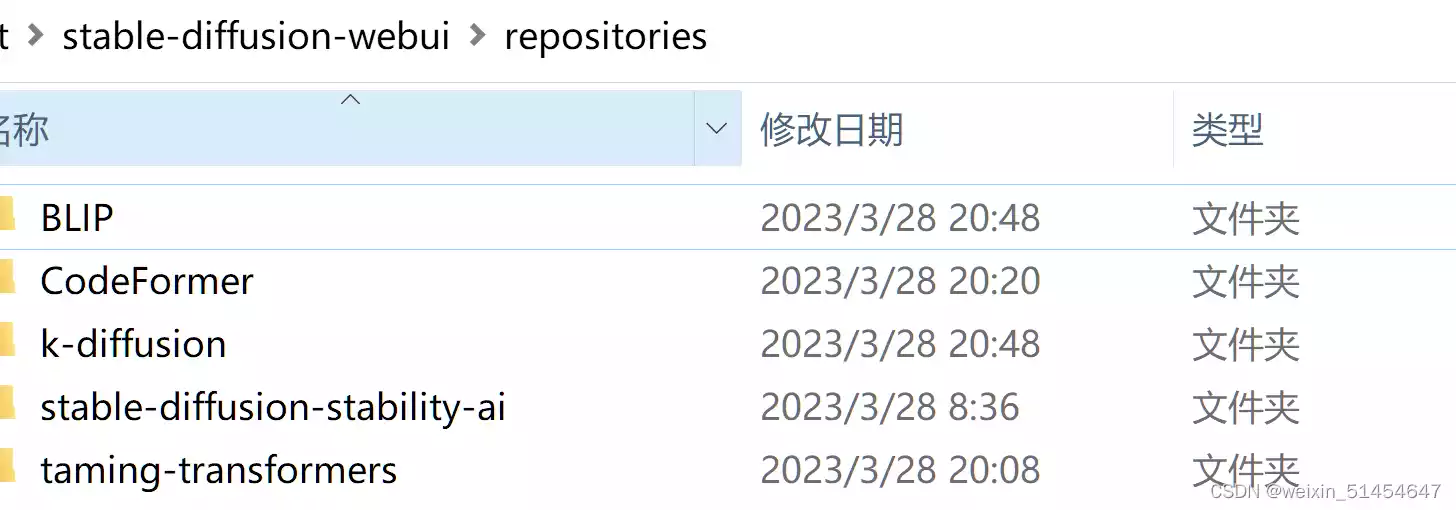 stable-diffusion-webui > repositories
名称 修改日期 类型
BLIP 2023/3/28 20:48 文件夹
CodeFormer 2023/3/28 20:20 文件夹
k-diffusion 2023/3/28 20:48 文件夹
stable-diffusion-stability-ai 2023/3/28 8:36 文件夹
taming-transformers 2023/3/28 20:08 文件夹
CSDN @weixin_51454647